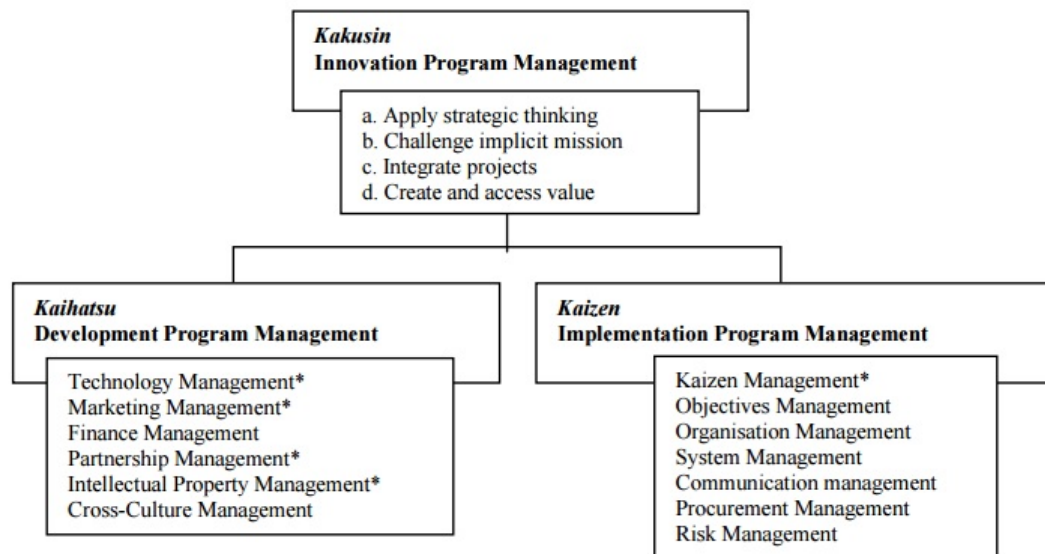 Kakusin
Innovation Program Management
a. Apply strategic thinking
b. Challenge implicit mission
c. Integrate projects
d. Create and access value
Kaihatsu
Development Program Management
Technology Management*
Marketing Management*
Finance Management
Partnership Management*
Intellectual Property Management*
Cross-Culture Management
Kaizen
Implementation Program Management
Kaizen Management*
Objectives Management
Organisation Management
System Management
Communication management
Procurement Management
Risk Management